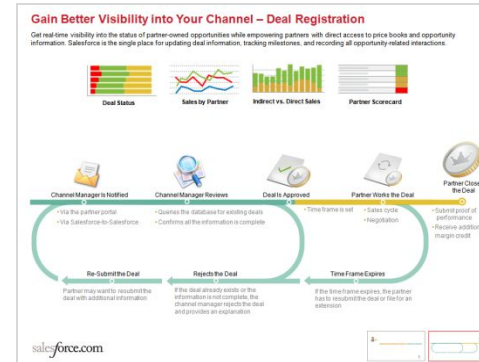 Gain Better Visibility into Your Channel – Deal Registration
Get real-time visibility into the status of partner-owned opportunities while empowering partners with direct access to price books and opportunity
information. Salesforce is the single place for updating deal information, tracking milestones, and recording all opportunity-related interactions.
Deal Status
Sales by Partner
Indirect vs. Direct Sales
Partner Scorecard
Channel Manager is Notified
• Via the partner portal
• Via Salesforce-to-Salesforce
Channel Manager Reviews
• Queries the database for existing deals
• Confirms all the information is complete
Deal Is Approved
• Time frame is set
Partner Works the Deal
• Sales cycle
• Negotiation
Partner Close
the Deal
• Submit proof of
performance
• Receive addition
margin credit
Re-Submit the Deal
Partner may want to resubmit the
deal with additional information
Rejects the Deal
If the deal already exists or the
information is not complete, the
channel manager rejects the deal
and provides an explanation
Time Frame Expires
If the time frame expires, the partner
has to resubmit the deal or file for an
extension
salesforce.com